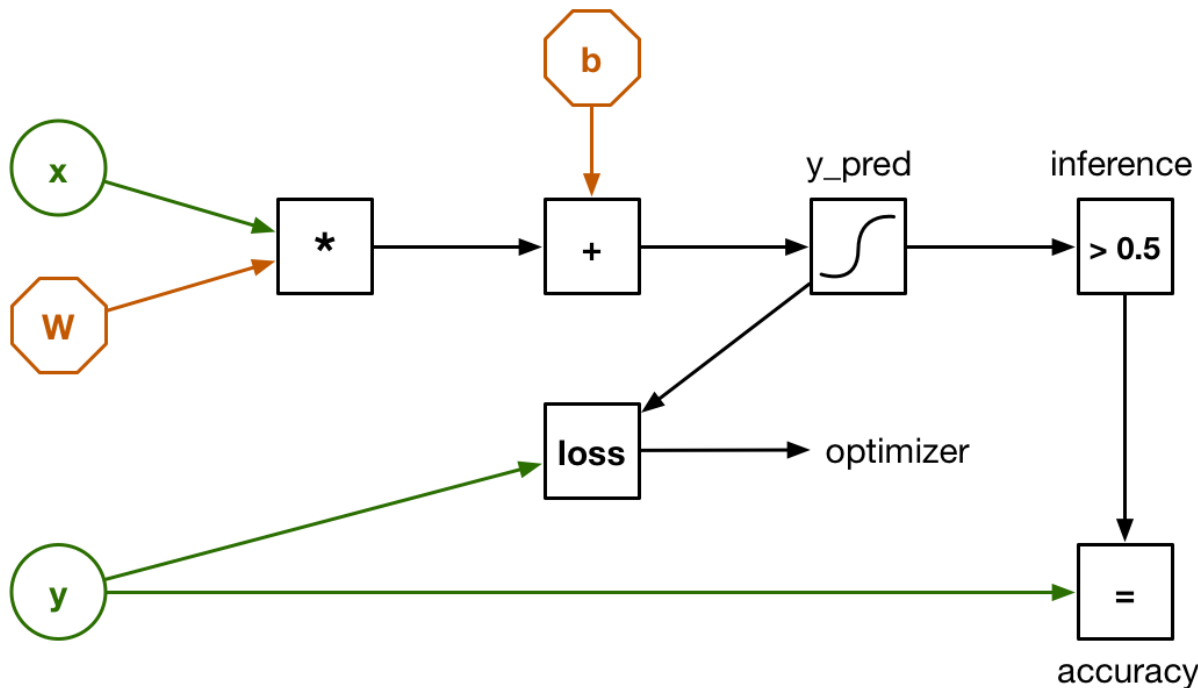 b
x
y_pred
inference
*
+
> 0.5
W
loss
optimizer
y
=
accuracy